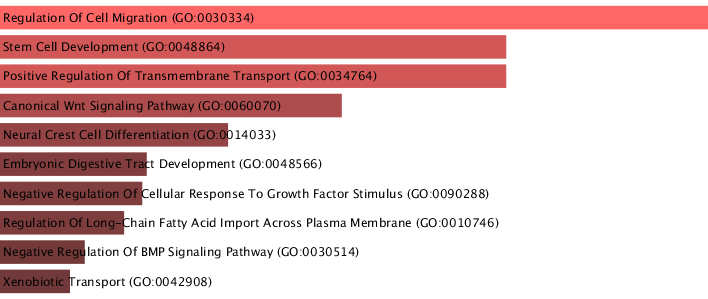 Regulation Of Cell Migration (GO:0030334)
Stem Cell Development (GO:0048864)
Positive Regulation Of Transmembrane Transport (GO:0034764)
Canonical Wnt Signaling Pathway (GO:0060070)
Neural Crest Cell Differentiation (GO:0014033)
Embryonic Digestive Tract Development (GO:0048566)
Negative Regulation Of Cellular Response To Growth Factor Stimulus (GO:0090288)
Regulation Of Long-Chain Fatty Acid Import Across Plasma Membrane (GO:0010746)
Negative Regulation Of BMP Signaling Pathway (GO:0030514)
Xenobiotic Transport (GO:0042908)